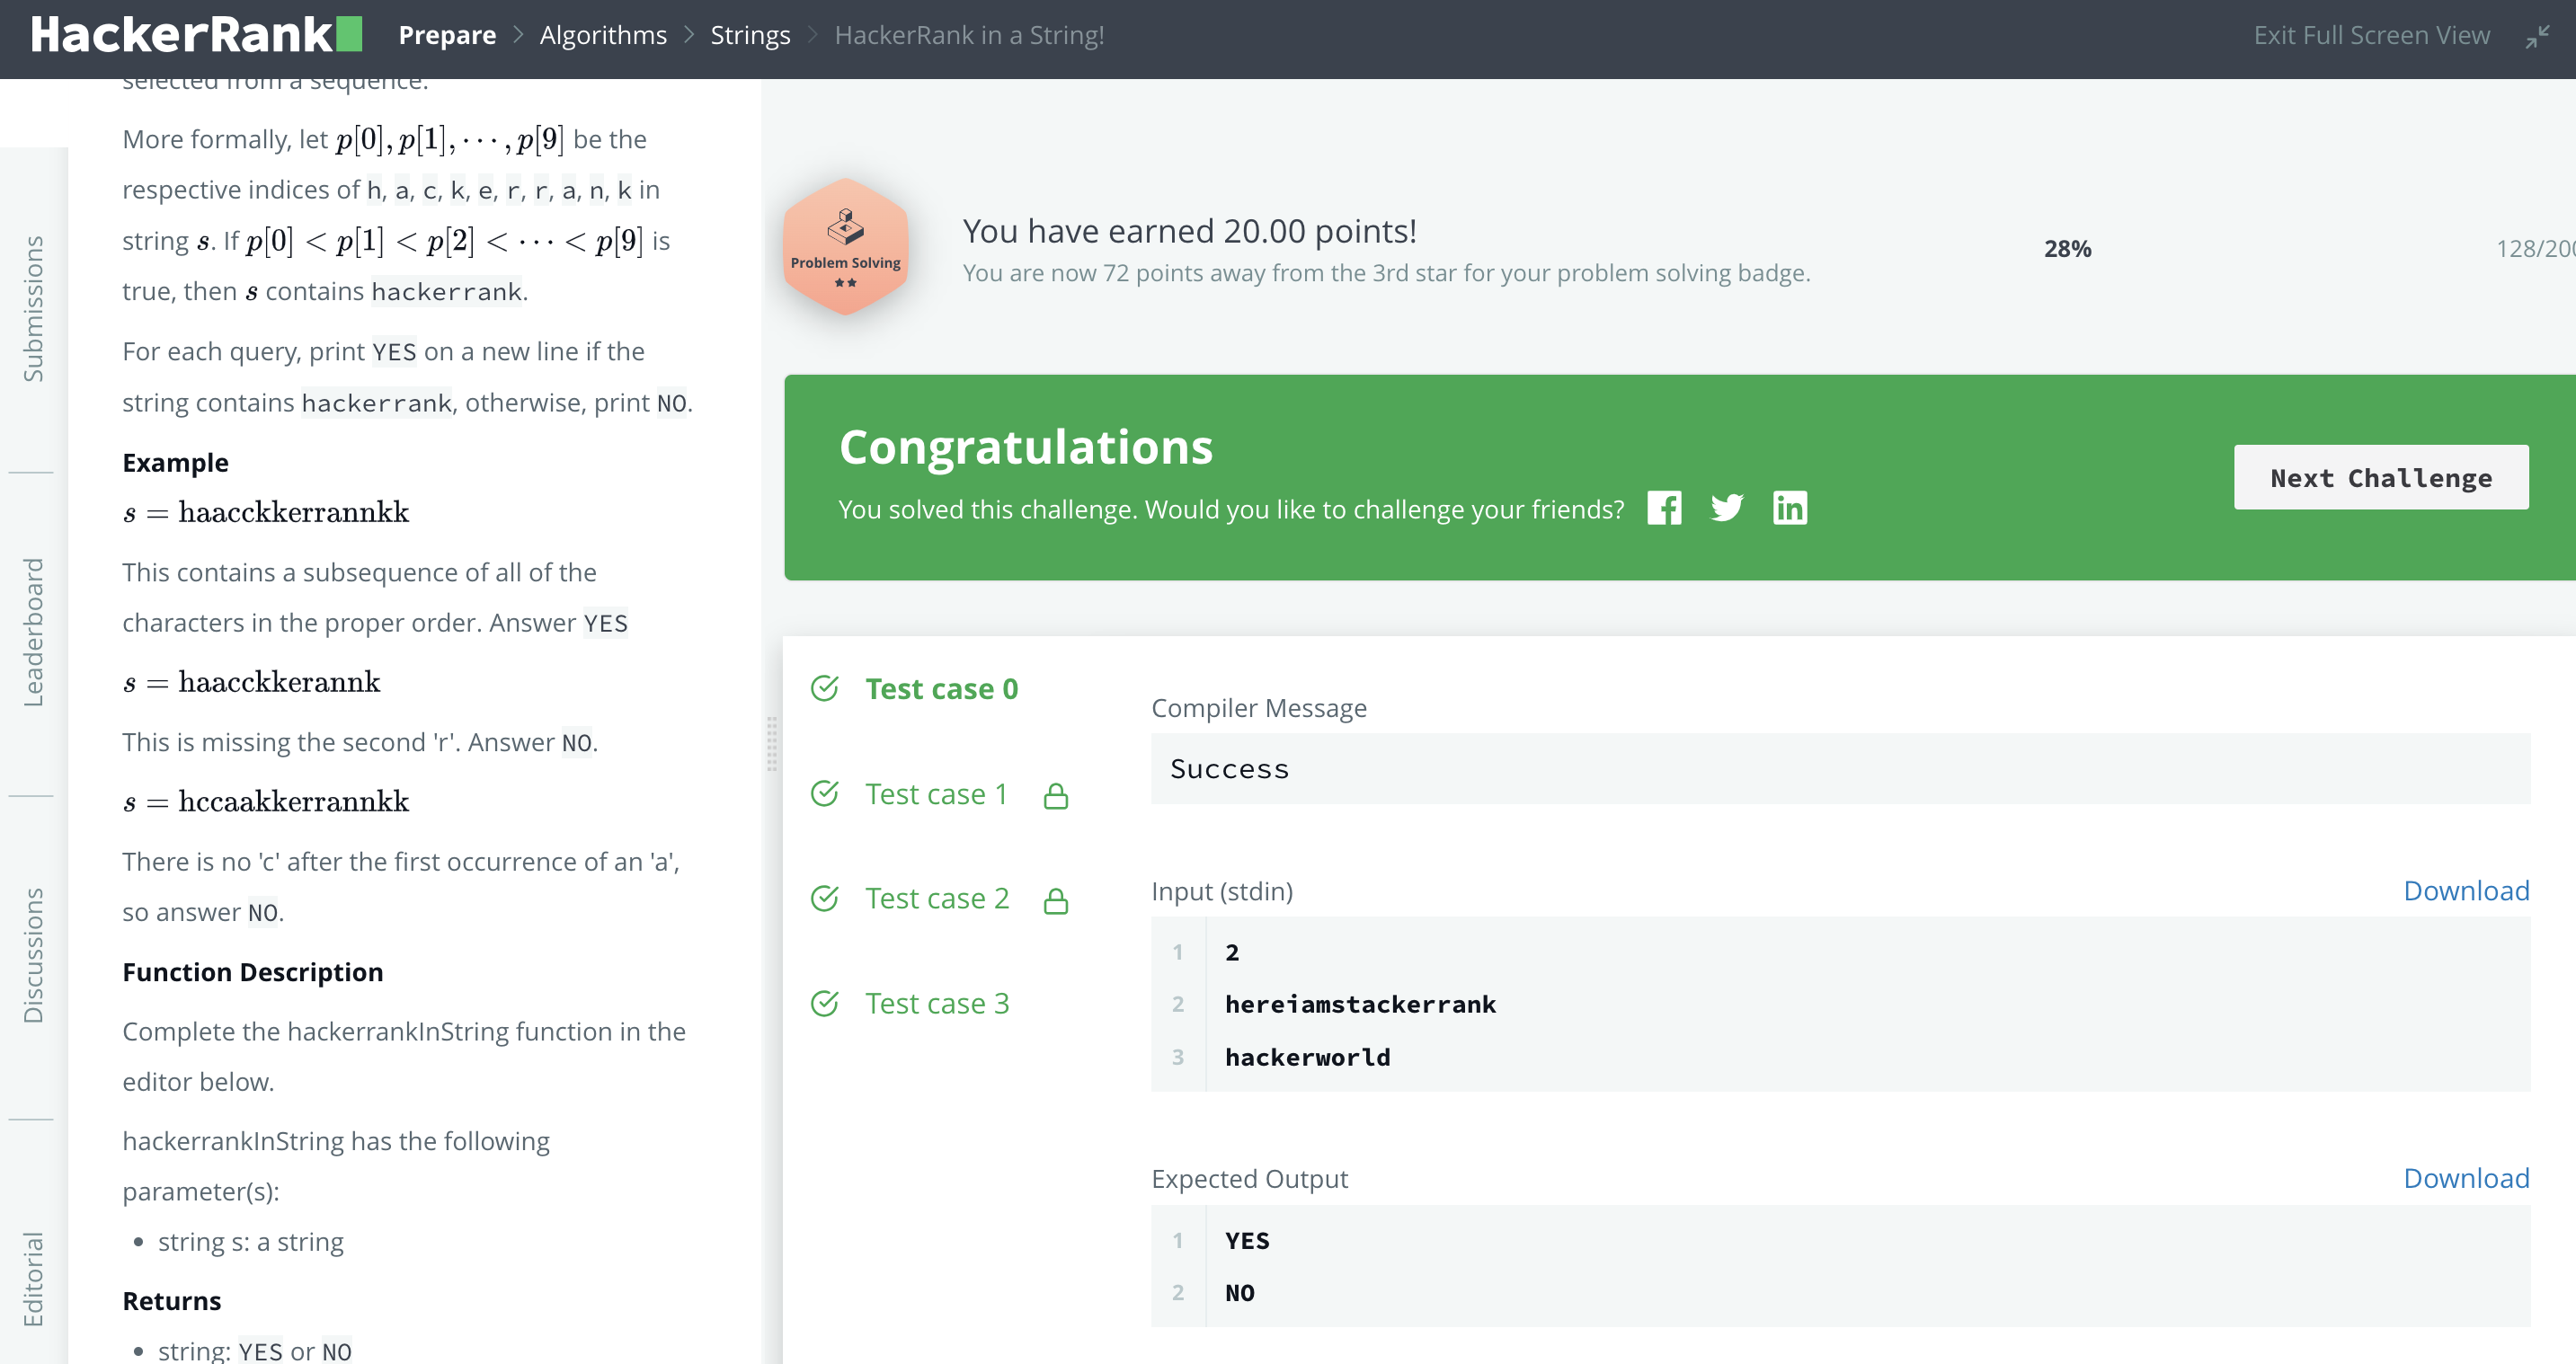 HackerRank
Prepare > Algorithms > Strings > HackerRank in a String!
Exit Full Screen View
Submissions
Leaderboard
Discussions
Editorial
selected from a sequence.
More formally, let p[0], p[1], ⋯, p[9] be the
respective indices of h, a, c, k, e, r, r, a, n, k in
string s. If p[0] < p[1] < p[2] < ⋯ < p[9] is
true, then s contains hackerrank.
For each query, print YES on a new line if the
string contains hackerrank, otherwise, print NO.
Example
s = haacckkerrannkk
This contains a subsequence of all of the
characters in the proper order. Answer YES
s = haacckkerannk
This is missing the second 'r'. Answer NO.
s = hccaakkerrannkk
There is no 'c' after the first occurrence of an 'a',
so answer NO.
Function Description
Complete the hackerrankInString function in the
editor below.
hackerrankInString has the following
parameter(s):
• string s: a string
Returns
• string: YES or NO
Problem Solving
You have earned 20.00 points!
You are now 72 points away from the 3rd star for your problem solving badge.
28%
128/200
Congratulations
You solved this challenge. Would you like to challenge your friends?
Next Challenge
Test case 0
Test case 1
Test case 2
Test case 3
Compiler Message
Success
Input (stdin)
Download
1 2
2 hereiamstackerrank
3 hackerworld
Expected Output
Download
1 YES
2 NO